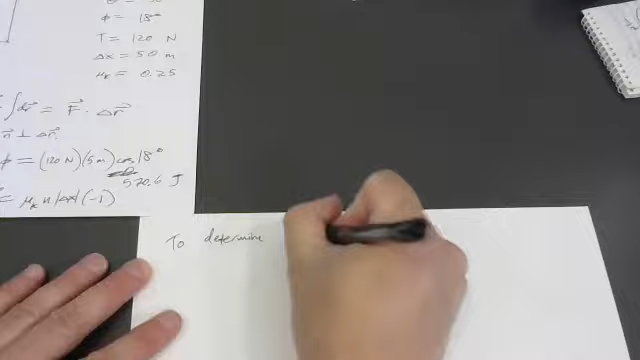 φ = 18°
T = 120 N
Δx = 5.0 m
μₖ = 0.25
∫dr⃗ = F⃗ · Δr⃗
n⃗ ⊥ Δr⃗
φ = (120 N)(5 m) cos 18°
570.6 J
= μₖ n |Δx| (-1)
To determine